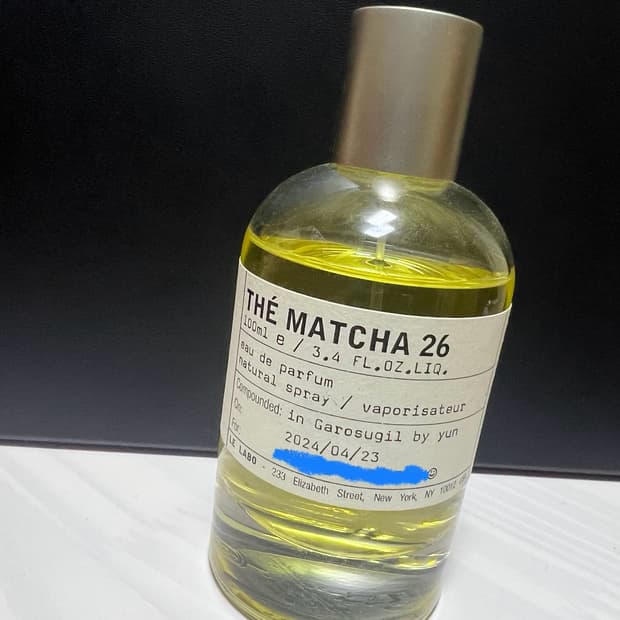 THÉ MATCHA 26
100ml e / 3.4 FL.OZ.LIQ.
eau de parfum
natural spray / vaporisateur
Compounded: in Garosugil by yun
On: 2024/04/23
For: ☺
LE LABO - 233 Elizabeth Street, New York, NY 10012